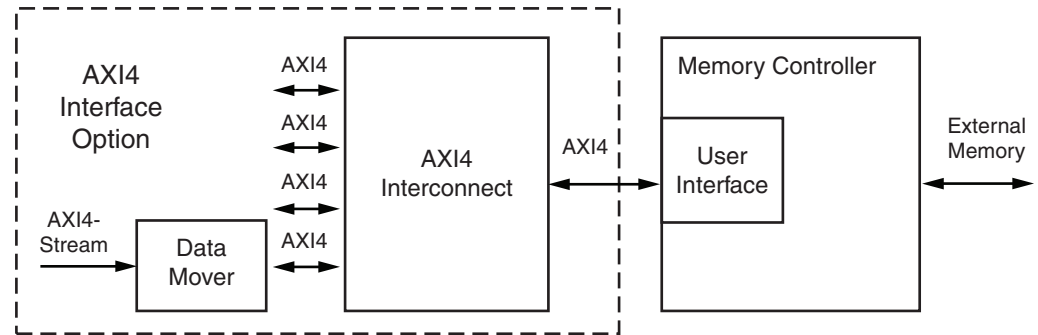 AXI4
Interface
Option
AXI4-
Stream
Data
Mover
AXI4
AXI4
AXI4
AXI4
AXI4
Interconnect
AXI4
Memory Controller
User
Interface
External
Memory